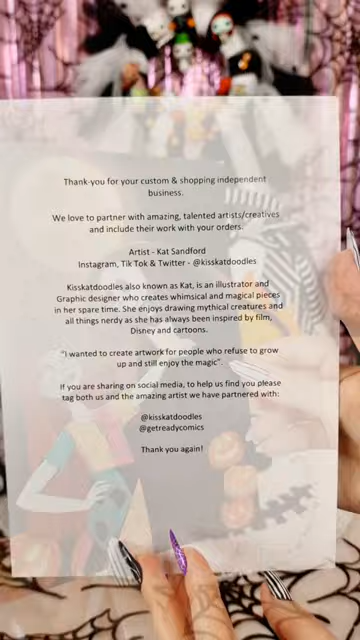 Thank-you for your custom & shopping independent
business.
We love to partner with amazing, talented artists/creatives
and include their work with your orders.
Artist - Kat Sandford
Instagram, Tik Tok & Twitter - @kisskatdoodles
Kisskatdoodles also known as Kat, is an illustrator and
Graphic designer who creates whimsical and magical pieces
in her spare time. She enjoys drawing mythical creatures and
all things nerdy as she has always been inspired by film,
Disney and cartoons.
"I wanted to create artwork for people who refuse to grow
up and still enjoy the magic".
If you are sharing on social media, to help us find you please
tag both us and the amazing artist we have partnered with:
@kisskatdoodles
@getreadycomics
Thank you again!